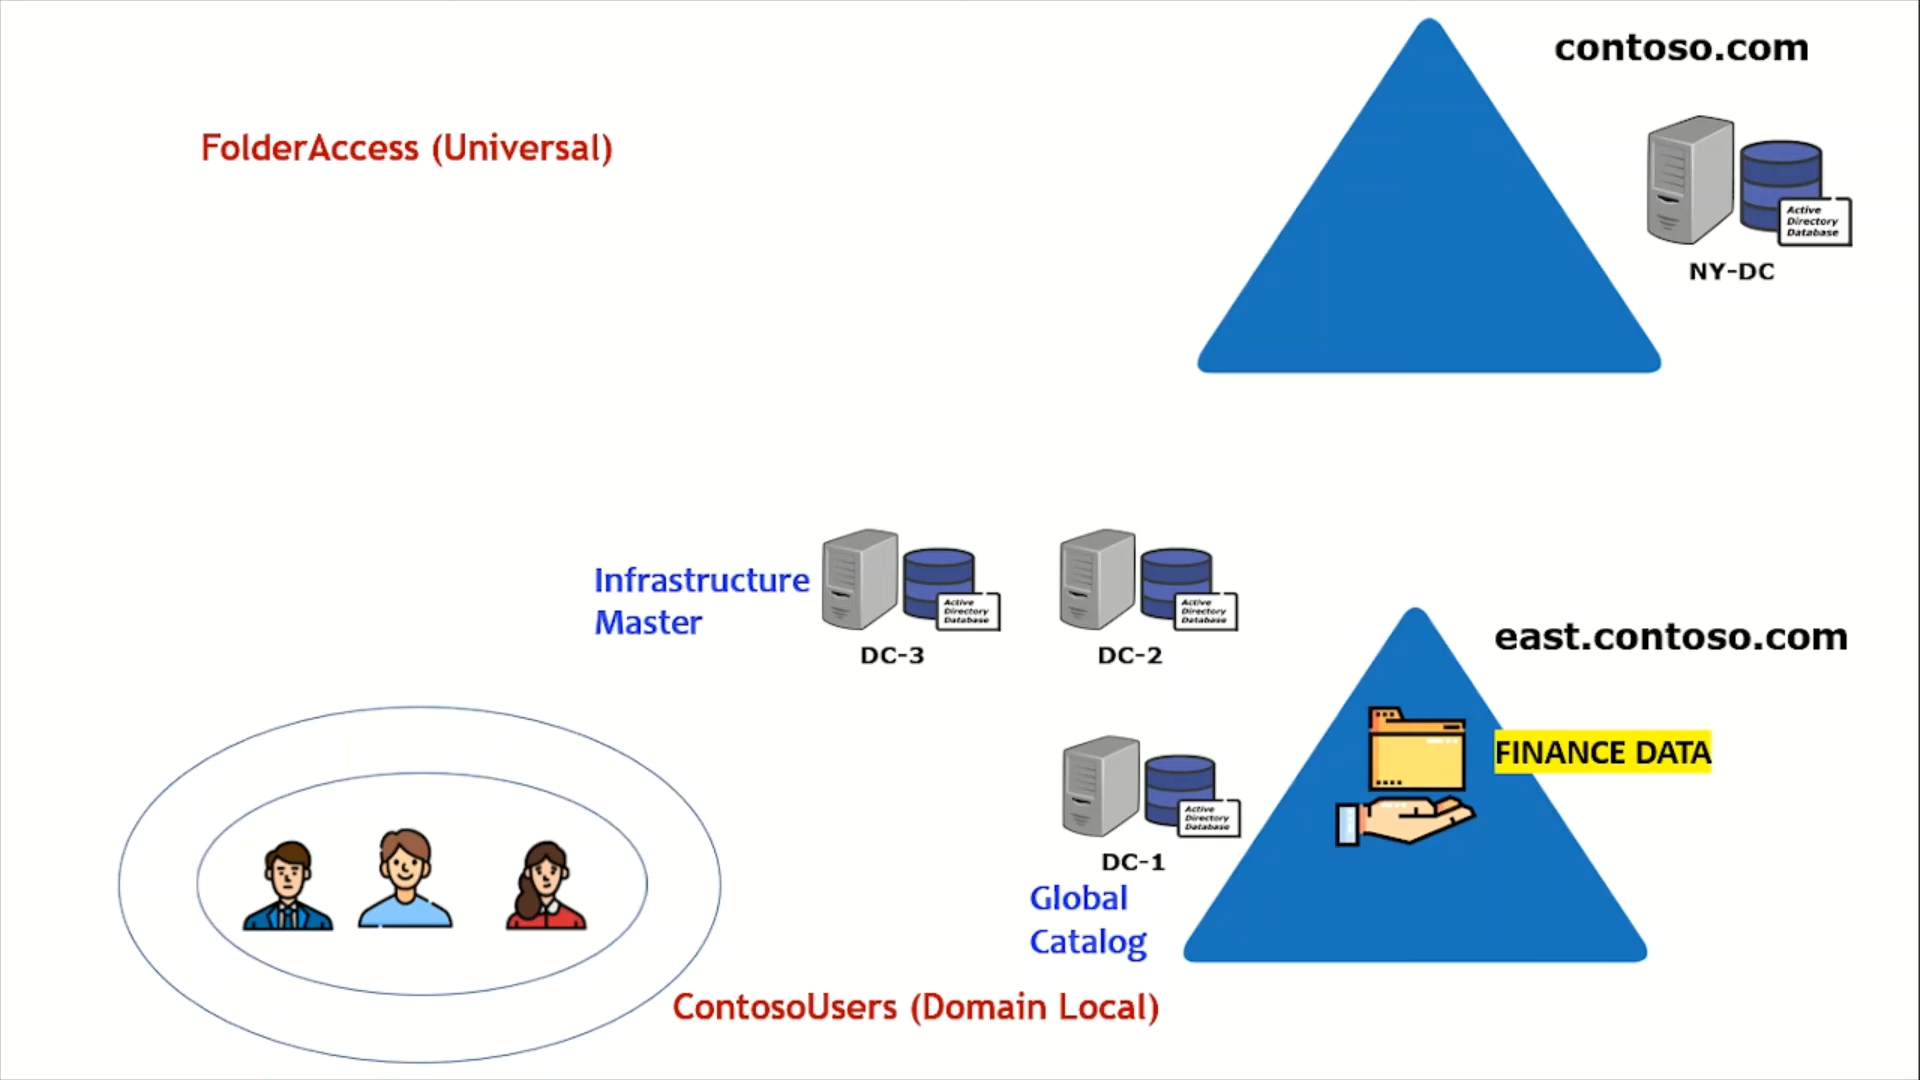 contoso.com
FolderAccess (Universal)
Active
Directory
Database
NY-DC
Infrastructure
Master
Active
Directory
Database
DC-3
Active
Directory
Database
DC-2
east.contoso.com
FINANCE DATA
Active
Directory
Database
DC-1
Global
Catalog
ContosoUsers (Domain Local)